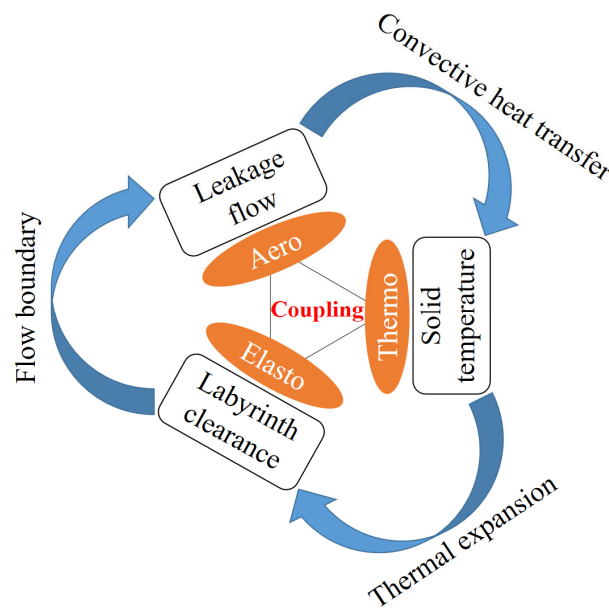 Convective heat transfer
Leakage
flow
Aero
Flow boundary
Coupling
Thermo
Solid
temperature
Elasto
Labyrinth
clearance
Thermal expansion